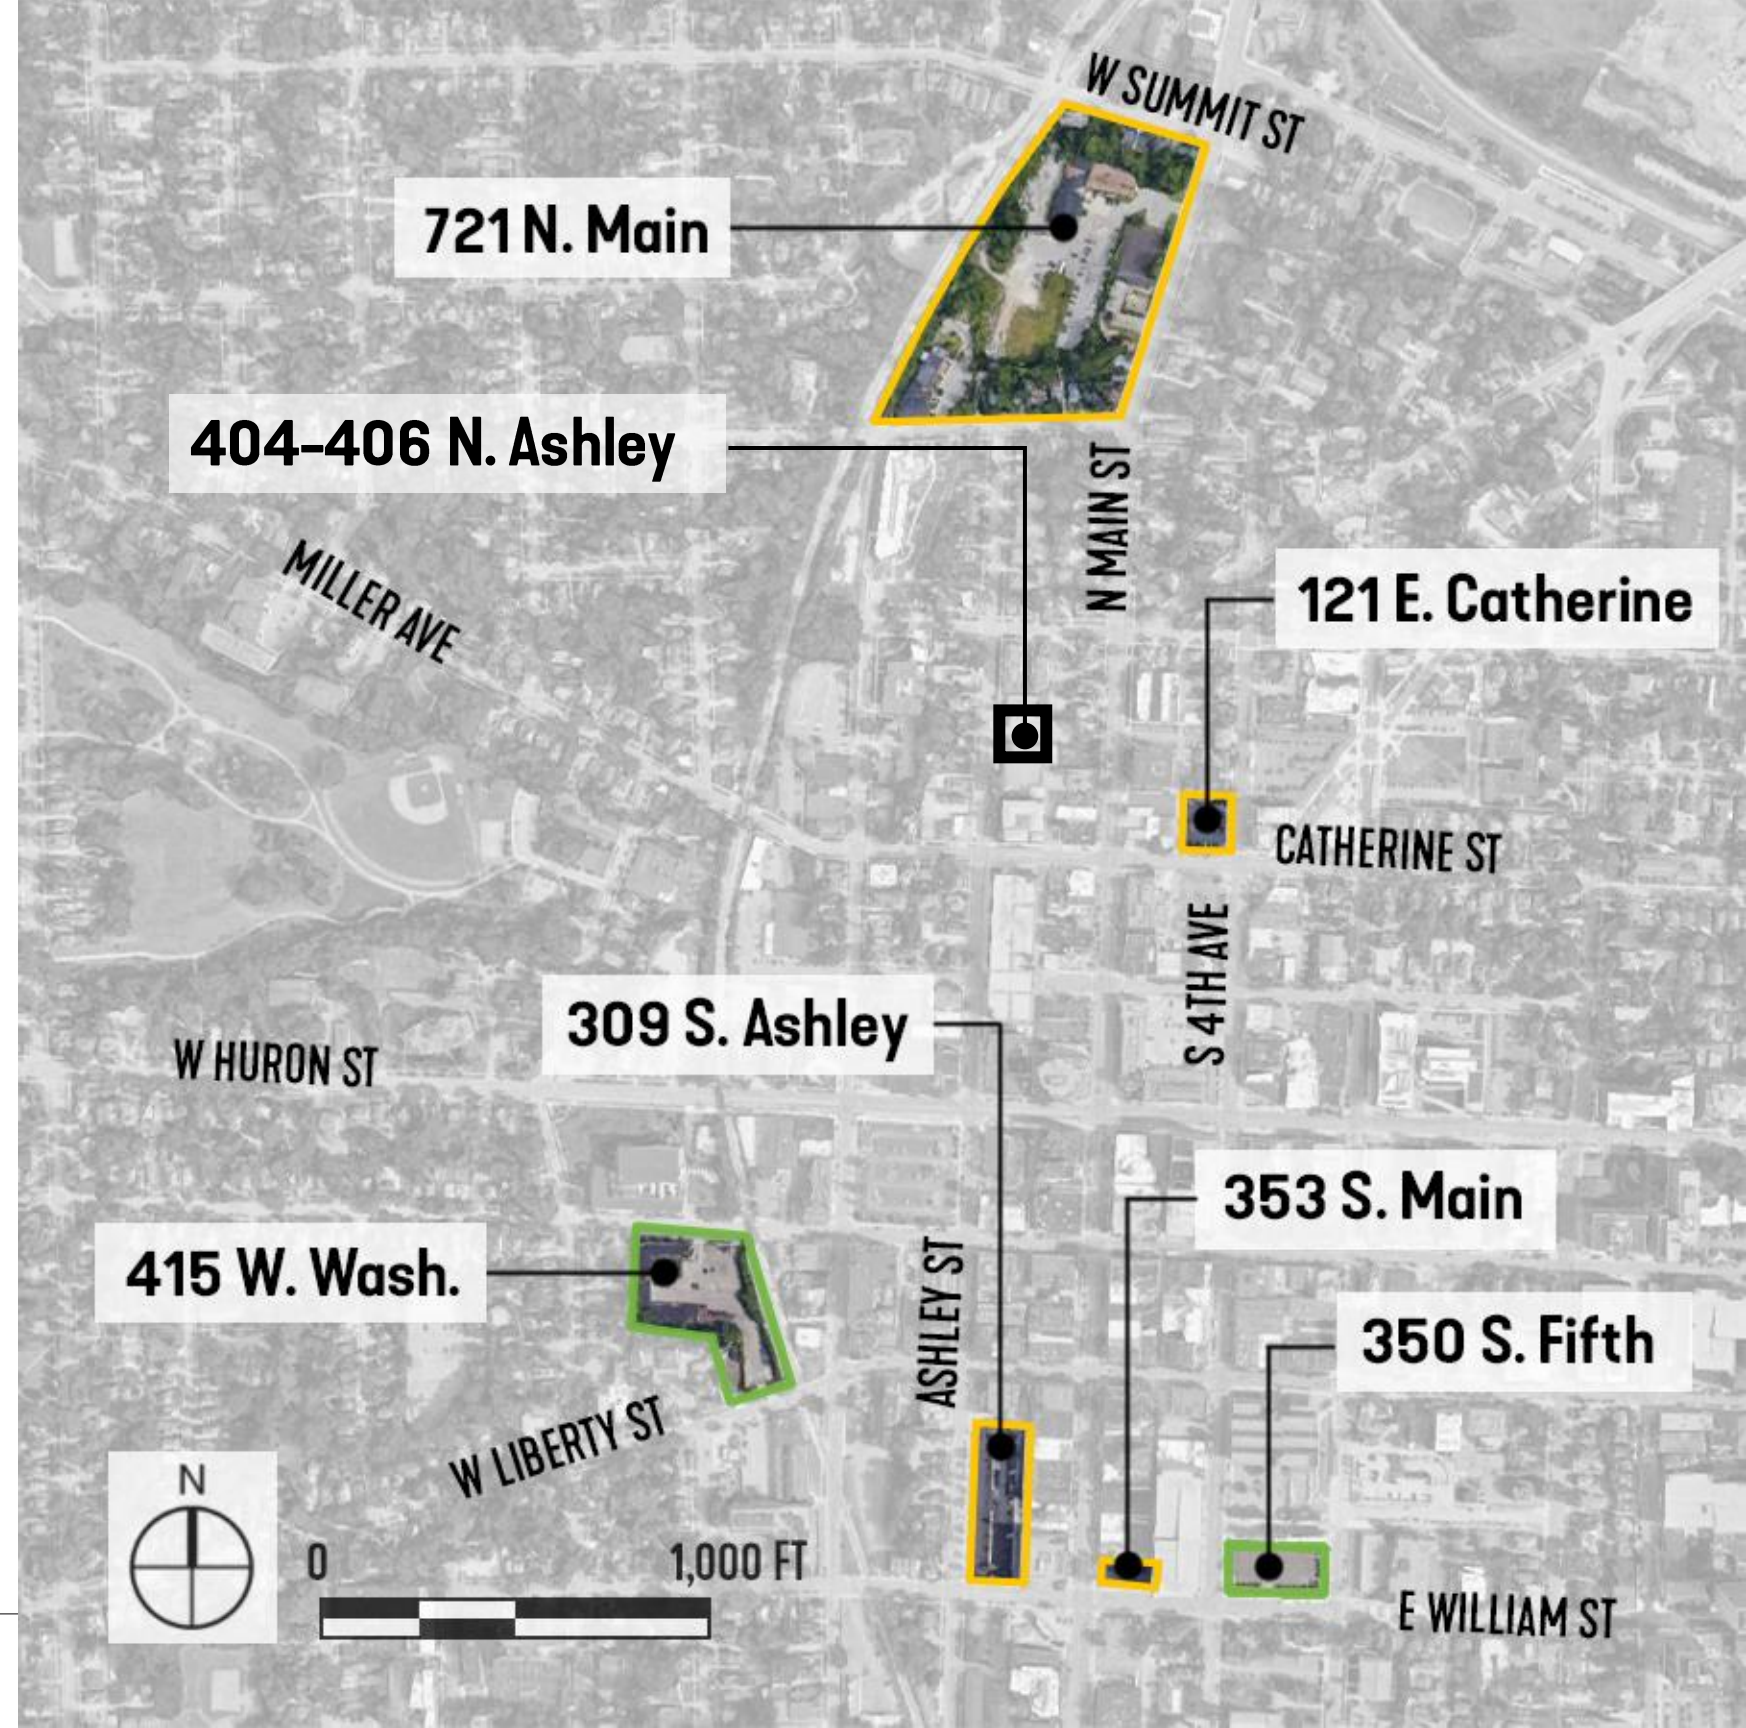 W SUMMIT ST
721 N. Main
404-406 N. Ashley
N MAIN ST
MILLER AVE
121 E. Catherine
CATHERINE ST
S 4TH AVE
309 S. Ashley
W HURON ST
353 S. Main
415 W. Wash.
ASHLEY ST
350 S. Fifth
W LIBERTY ST
N
0 1,000 FT
E WILLIAM ST